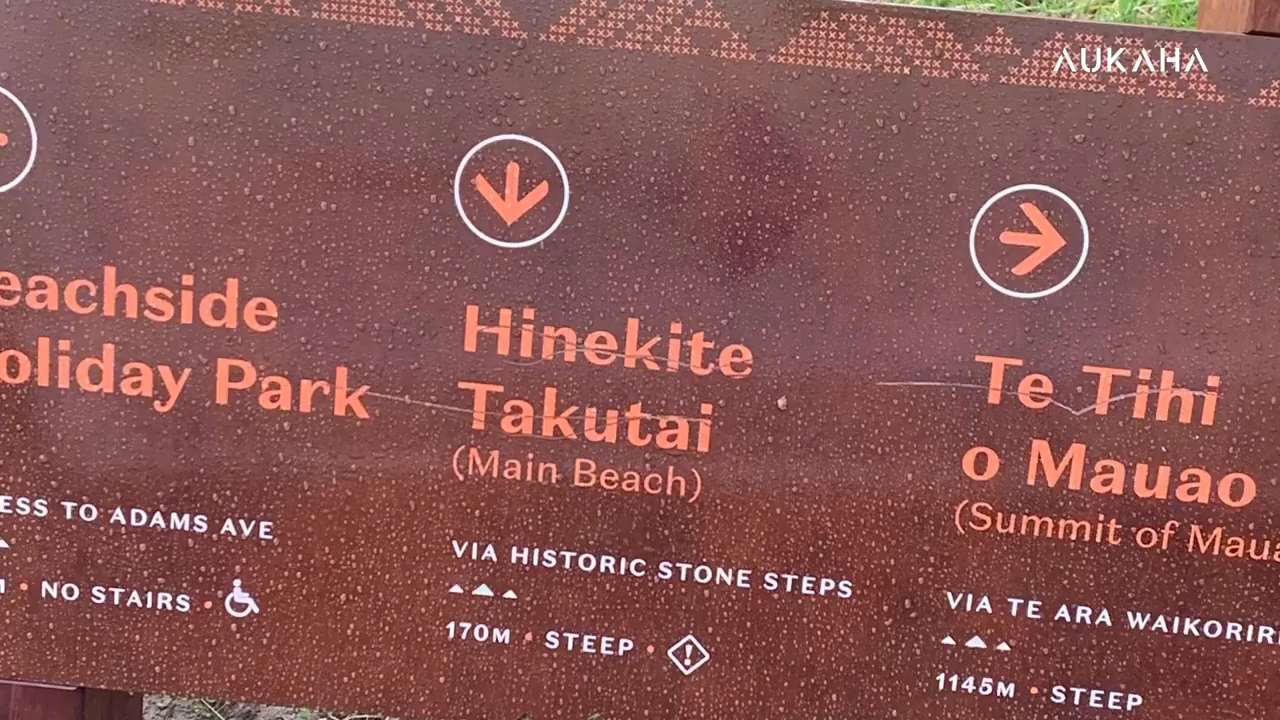 AUKAHA
eachside
oliday Park
ESS TO ADAMS AVE
NO STAIRS •
Hinekite
Takutai
(Main Beach)
VIA HISTORIC STONE STEPS
170M • STEEP •
Te Tihi
o Mauao
(Summit of Maua
VIA TE ARA WAIKORIR
1145M • STEEP